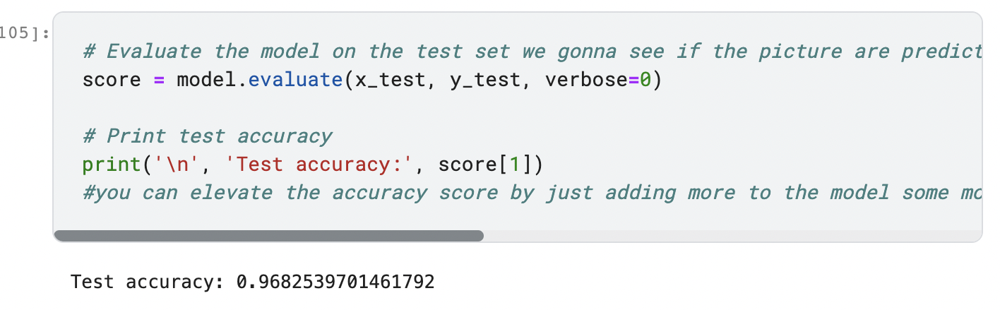 105]:
# Evaluate the model on the test set we gonna see if the picture are predict
score = model.evaluate(x_test, y_test, verbose=0)
# Print test accuracy
print('\n', 'Test accuracy:', score[1])
#you can elevate the accuracy score by just adding more to the model some mo
Test accuracy: 0.9682539701461792